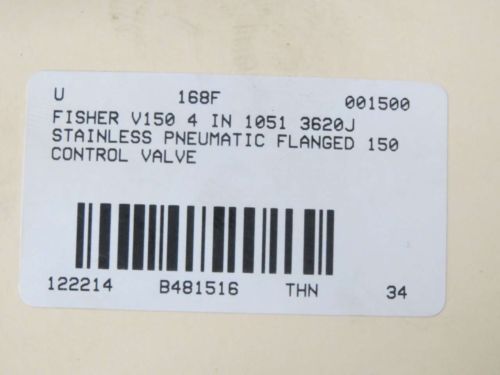 U 168F 001500
FISHER V150 4 IN 1051 3620J
STAINLESS PNEUMATIC FLANGED 150
CONTROL VALVE
122214 B481516 THN 34